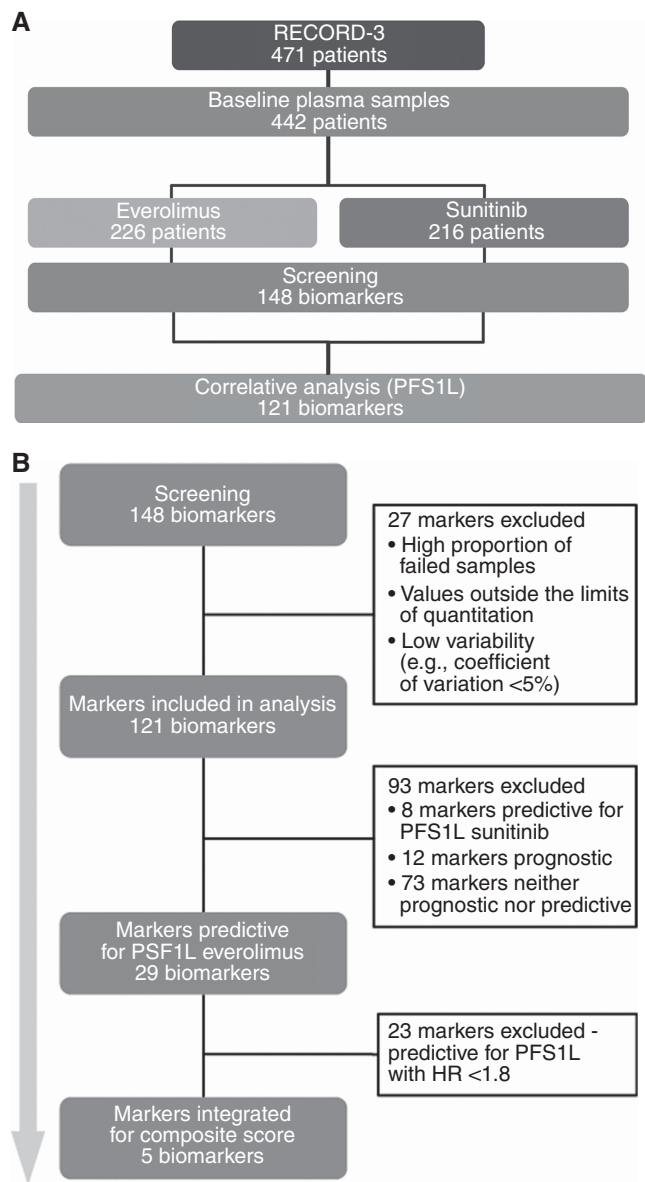 A
RECORD-3
471 patients
Baseline plasma samples
442 patients
Everolimus
226 patients
Sunitinib
216 patients
Screening
148 biomarkers
Correlative analysis (PFS1L)
121 biomarkers
B
Screening
148 biomarkers
27 markers excluded
• High proportion of
failed samples
• Values outside the limits
of quantitation
• Low variability
(e.g., coefficient
of variation <5%)
Markers included in analysis
121 biomarkers
93 markers excluded
• 8 markers predictive for
PFS1L sunitinib
• 12 markers prognostic
• 73 markers neither
prognostic nor predictive
Markers predictive
for PSF1L everolimus
29 biomarkers
23 markers excluded -
predictive for PFS1L
with HR <1.8
Markers integrated
for composite score
5 biomarkers